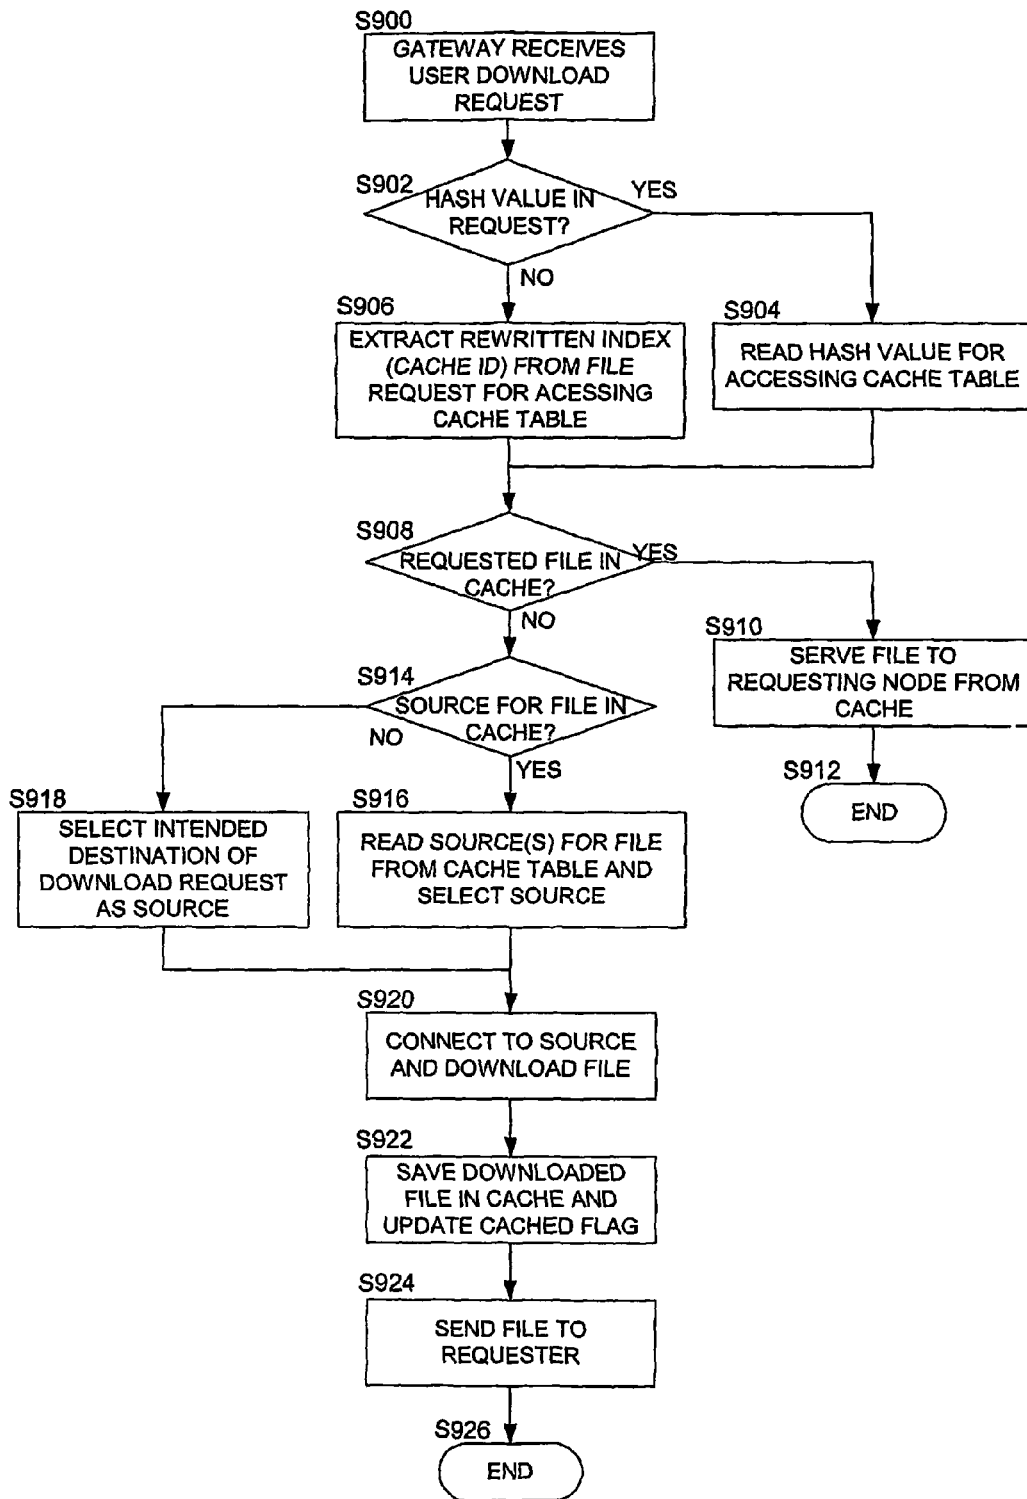 S900
GATEWAY RECEIVES
USER DOWNLOAD
REQUEST
S902
HASH VALUE IN
REQUEST?
YES
NO
S906
EXTRACT REWRITTEN INDEX
(CACHE ID) FROM FILE
REQUEST FOR ACESSING
CACHE TABLE
S904
READ HASH VALUE FOR
ACCESSING CACHE TABLE
S908
REQUESTED FILE IN
CACHE?
YES
NO
S910
SERVE FILE TO
REQUESTING NODE FROM
CACHE
S912
END
S914
SOURCE FOR FILE IN
CACHE?
NO
YES
S918
SELECT INTENDED
DESTINATION OF
DOWNLOAD REQUEST
AS SOURCE
S916
READ SOURCE(S) FOR FILE
FROM CACHE TABLE AND
SELECT SOURCE
S920
CONNECT TO SOURCE
AND DOWNLOAD FILE
S922
SAVE DOWNLOADED
FILE IN CACHE AND
UPDATE CACHED FLAG
S924
SEND FILE TO
REQUESTER
S926
END